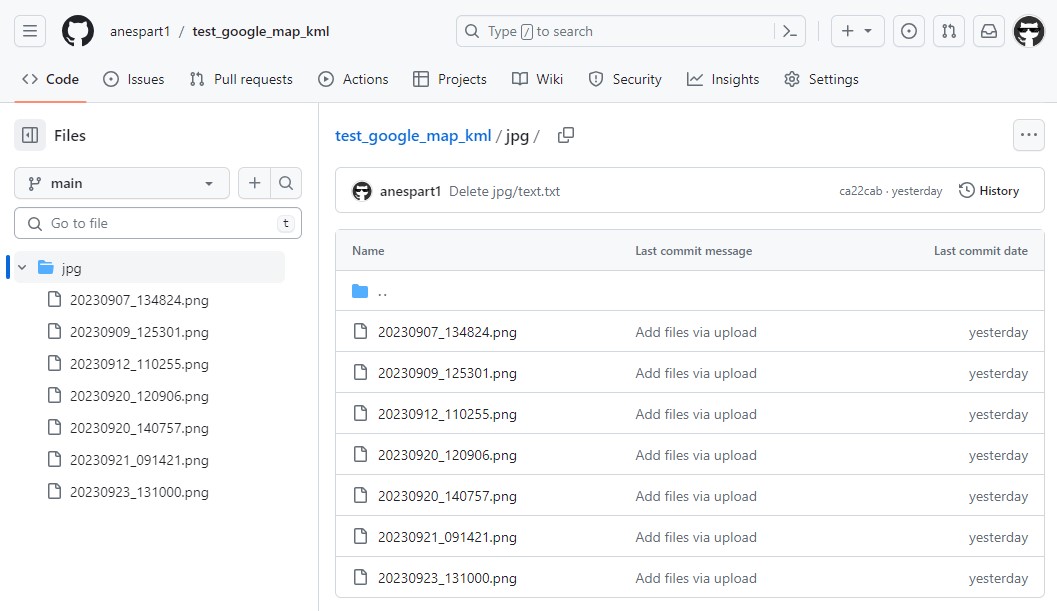 anespart1 / test_google_map_kml Type / to search
Code Issues Pull requests Actions Projects Wiki Security Insights Settings
Files
main
Go to file t
jpg
20230907_134824.png
20230909_125301.png
20230912_110255.png
20230920_120906.png
20230920_140757.png
20230921_091421.png
20230923_131000.png
test_google_map_kml / jpg /
anespart1 Delete jpg/text.txt ca22cab · yesterday History
Name Last commit message Last commit date
..
20230907_134824.png Add files via upload yesterday
20230909_125301.png Add files via upload yesterday
20230912_110255.png Add files via upload yesterday
20230920_120906.png Add files via upload yesterday
20230920_140757.png Add files via upload yesterday
20230921_091421.png Add files via upload yesterday
20230923_131000.png Add files via upload yesterday